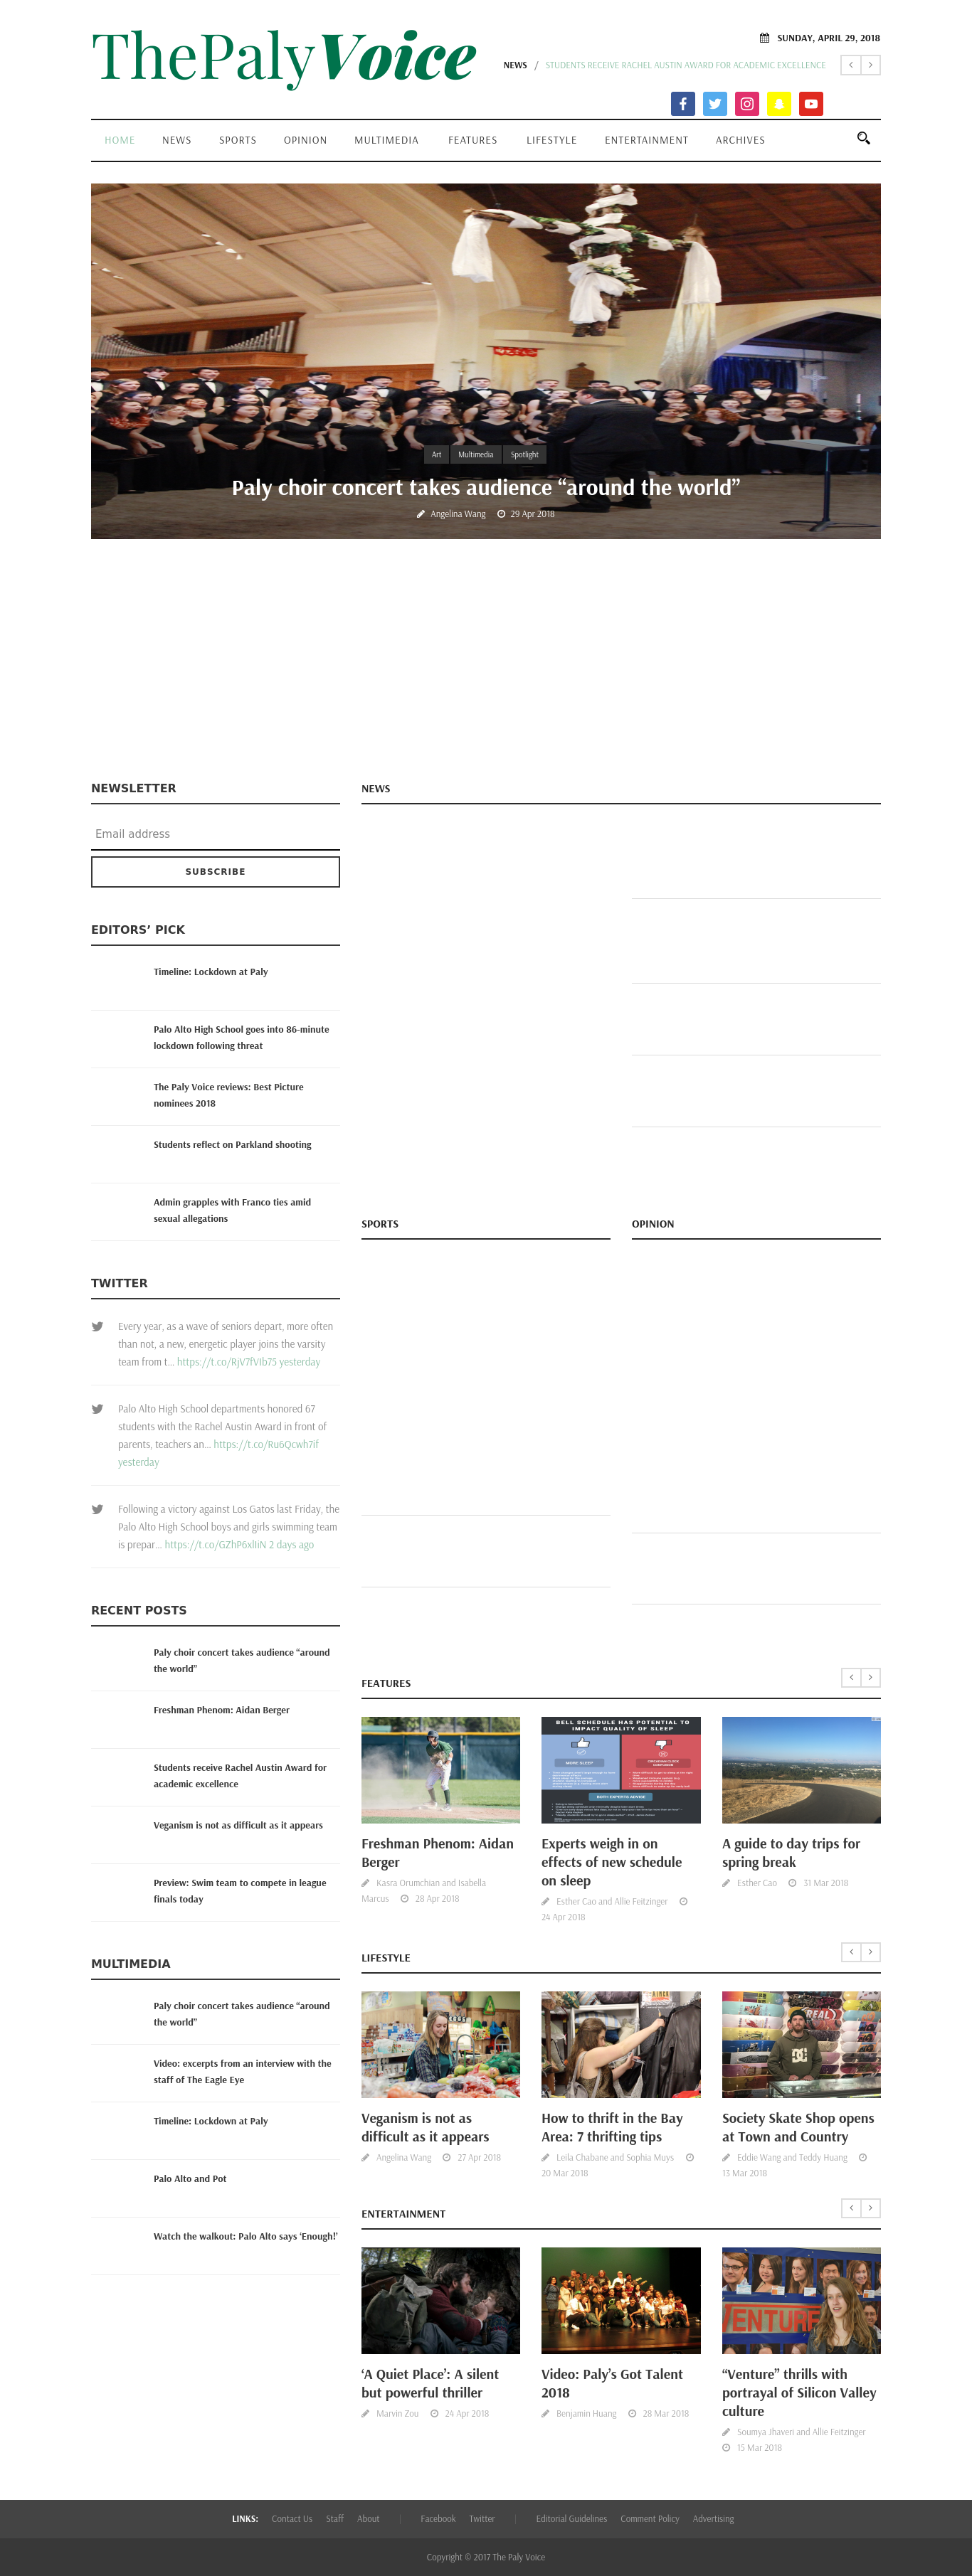 ThePalyVoice
SUNDAY, APRIL 29, 2018
NEWS / STUDENTS RECEIVE RACHEL AUSTIN AWARD FOR ACADEMIC EXCELLENCE
HOME NEWS SPORTS OPINION MULTIMEDIA FEATURES LIFESTYLE ENTERTAINMENT ARCHIVES
Art Multimedia Spotlight
Paly choir concert takes audience “around the world”
Angelina Wang 29 Apr 2018
NEWSLETTER
Email address
SUBSCRIBE
EDITORS’ PICK
Timeline: Lockdown at Paly
Palo Alto High School goes into 86-minute
lockdown following threat
The Paly Voice reviews: Best Picture
nominees 2018
Students reflect on Parkland shooting
Admin grapples with Franco ties amid
sexual allegations
TWITTER
Every year, as a wave of seniors depart, more often
than not, a new, energetic player joins the varsity
team from t... https://t.co/RjV7fVIb75 yesterday
Palo Alto High School departments honored 67
students with the Rachel Austin Award in front of
parents, teachers an... https://t.co/Ru6Qcwh7if
yesterday
Following a victory against Los Gatos last Friday, the
Palo Alto High School boys and girls swimming team
is prepar... https://t.co/GZhP6xlIiN 2 days ago
RECENT POSTS
Paly choir concert takes audience “around
the world”
Freshman Phenom: Aidan Berger
Students receive Rachel Austin Award for
academic excellence
Veganism is not as difficult as it appears
Preview: Swim team to compete in league
finals today
MULTIMEDIA
Paly choir concert takes audience “around
the world”
Video: excerpts from an interview with the
staff of The Eagle Eye
Timeline: Lockdown at Paly
Palo Alto and Pot
Watch the walkout: Palo Alto says ‘Enough!’
NEWS
SPORTS
OPINION
FEATURES
BELL SCHEDULE HAS POTENTIAL TO
IMPACT QUALITY OF SLEEP
MORE SLEEP
BOTH EXPERTS ADVISE
Freshman Phenom: Aidan
Berger
Kasra Orumchian and Isabella
Marcus 28 Apr 2018
Experts weigh in on
effects of new schedule
on sleep
Esther Cao and Allie Feitzinger
24 Apr 2018
A guide to day trips for
spring break
Esther Cao 31 Mar 2018
LIFESTYLE
REAL
DC
Veganism is not as
difficult as it appears
Angelina Wang 27 Apr 2018
How to thrift in the Bay
Area: 7 thrifting tips
Leila Chabane and Sophia Muys
20 Mar 2018
Society Skate Shop opens
at Town and Country
Eddie Wang and Teddy Huang
13 Mar 2018
ENTERTAINMENT
VENTURE
‘A Quiet Place’: A silent
but powerful thriller
Marvin Zou 24 Apr 2018
Video: Paly’s Got Talent
2018
Benjamin Huang 28 Mar 2018
“Venture” thrills with
portrayal of Silicon Valley
culture
Soumya Jhaveri and Allie Feitzinger
15 Mar 2018
LINKS: Contact Us Staff About | Facebook Twitter | Editorial Guidelines Comment Policy Advertising
Copyright © 2017 The Paly Voice